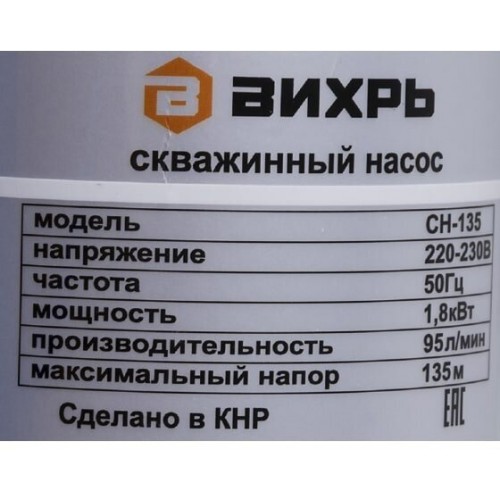 В ВИХРЬ
скважинный насос
модель СН-135
напряжение 220-230В
частота 50Гц
мощность 1,8кВт
производительность 95л/мин
максимальный напор 135м
Сделано в КНР ЕАС